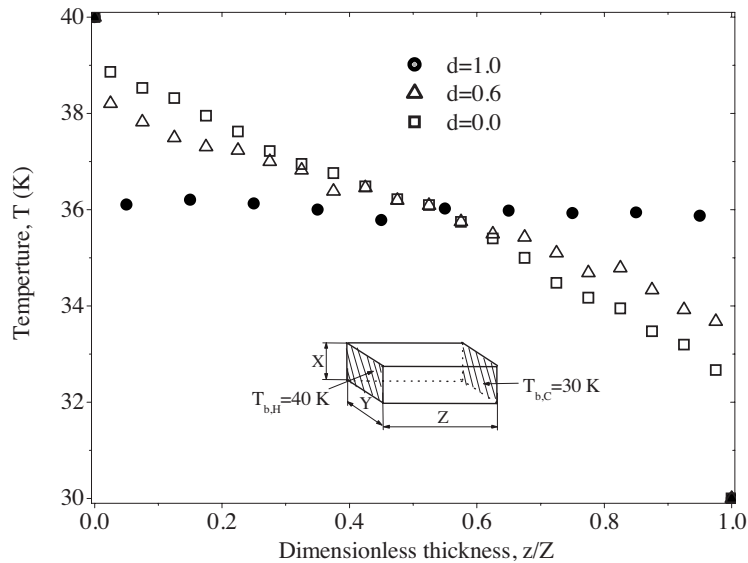 40
38
36
34
32
30
Temperture, T (K)
d=1.0
d=0.6
d=0.0
X
T_b,H=40 K
Y
Z
T_b,C=30 K
0.0 0.2 0.4 0.6 0.8 1.0
Dimensionless thickness, z/Z